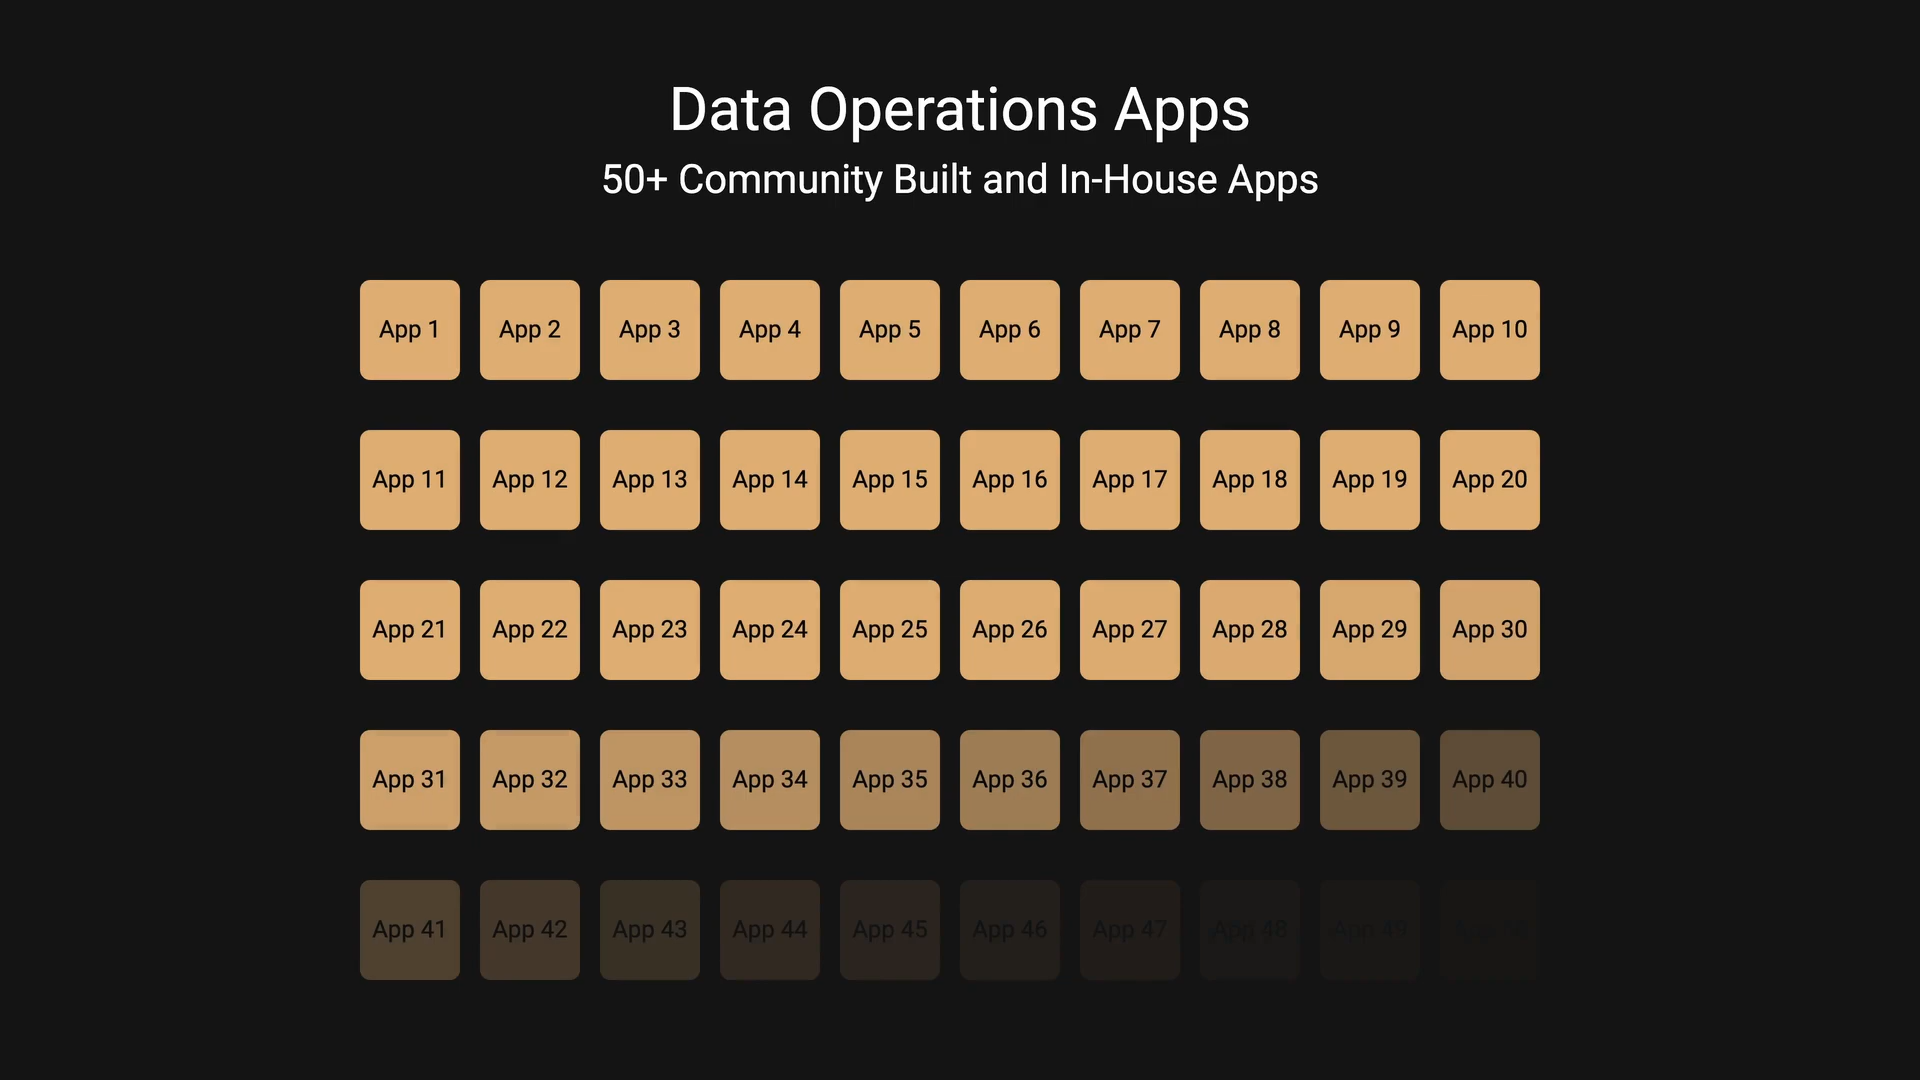 Data Operations Apps
50+ Community Built and In-House Apps
App 1 App 2 App 3 App 4 App 5 App 6 App 7 App 8 App 9 App 10
App 11 App 12 App 13 App 14 App 15 App 16 App 17 App 18 App 19 App 20
App 21 App 22 App 23 App 24 App 25 App 26 App 27 App 28 App 29 App 30
App 31 App 32 App 33 App 34 App 35 App 36 App 37 App 38 App 39 App 40
App 41 App 42 App 43 App 44 App 45 App 46 App 47 App 48 App 49